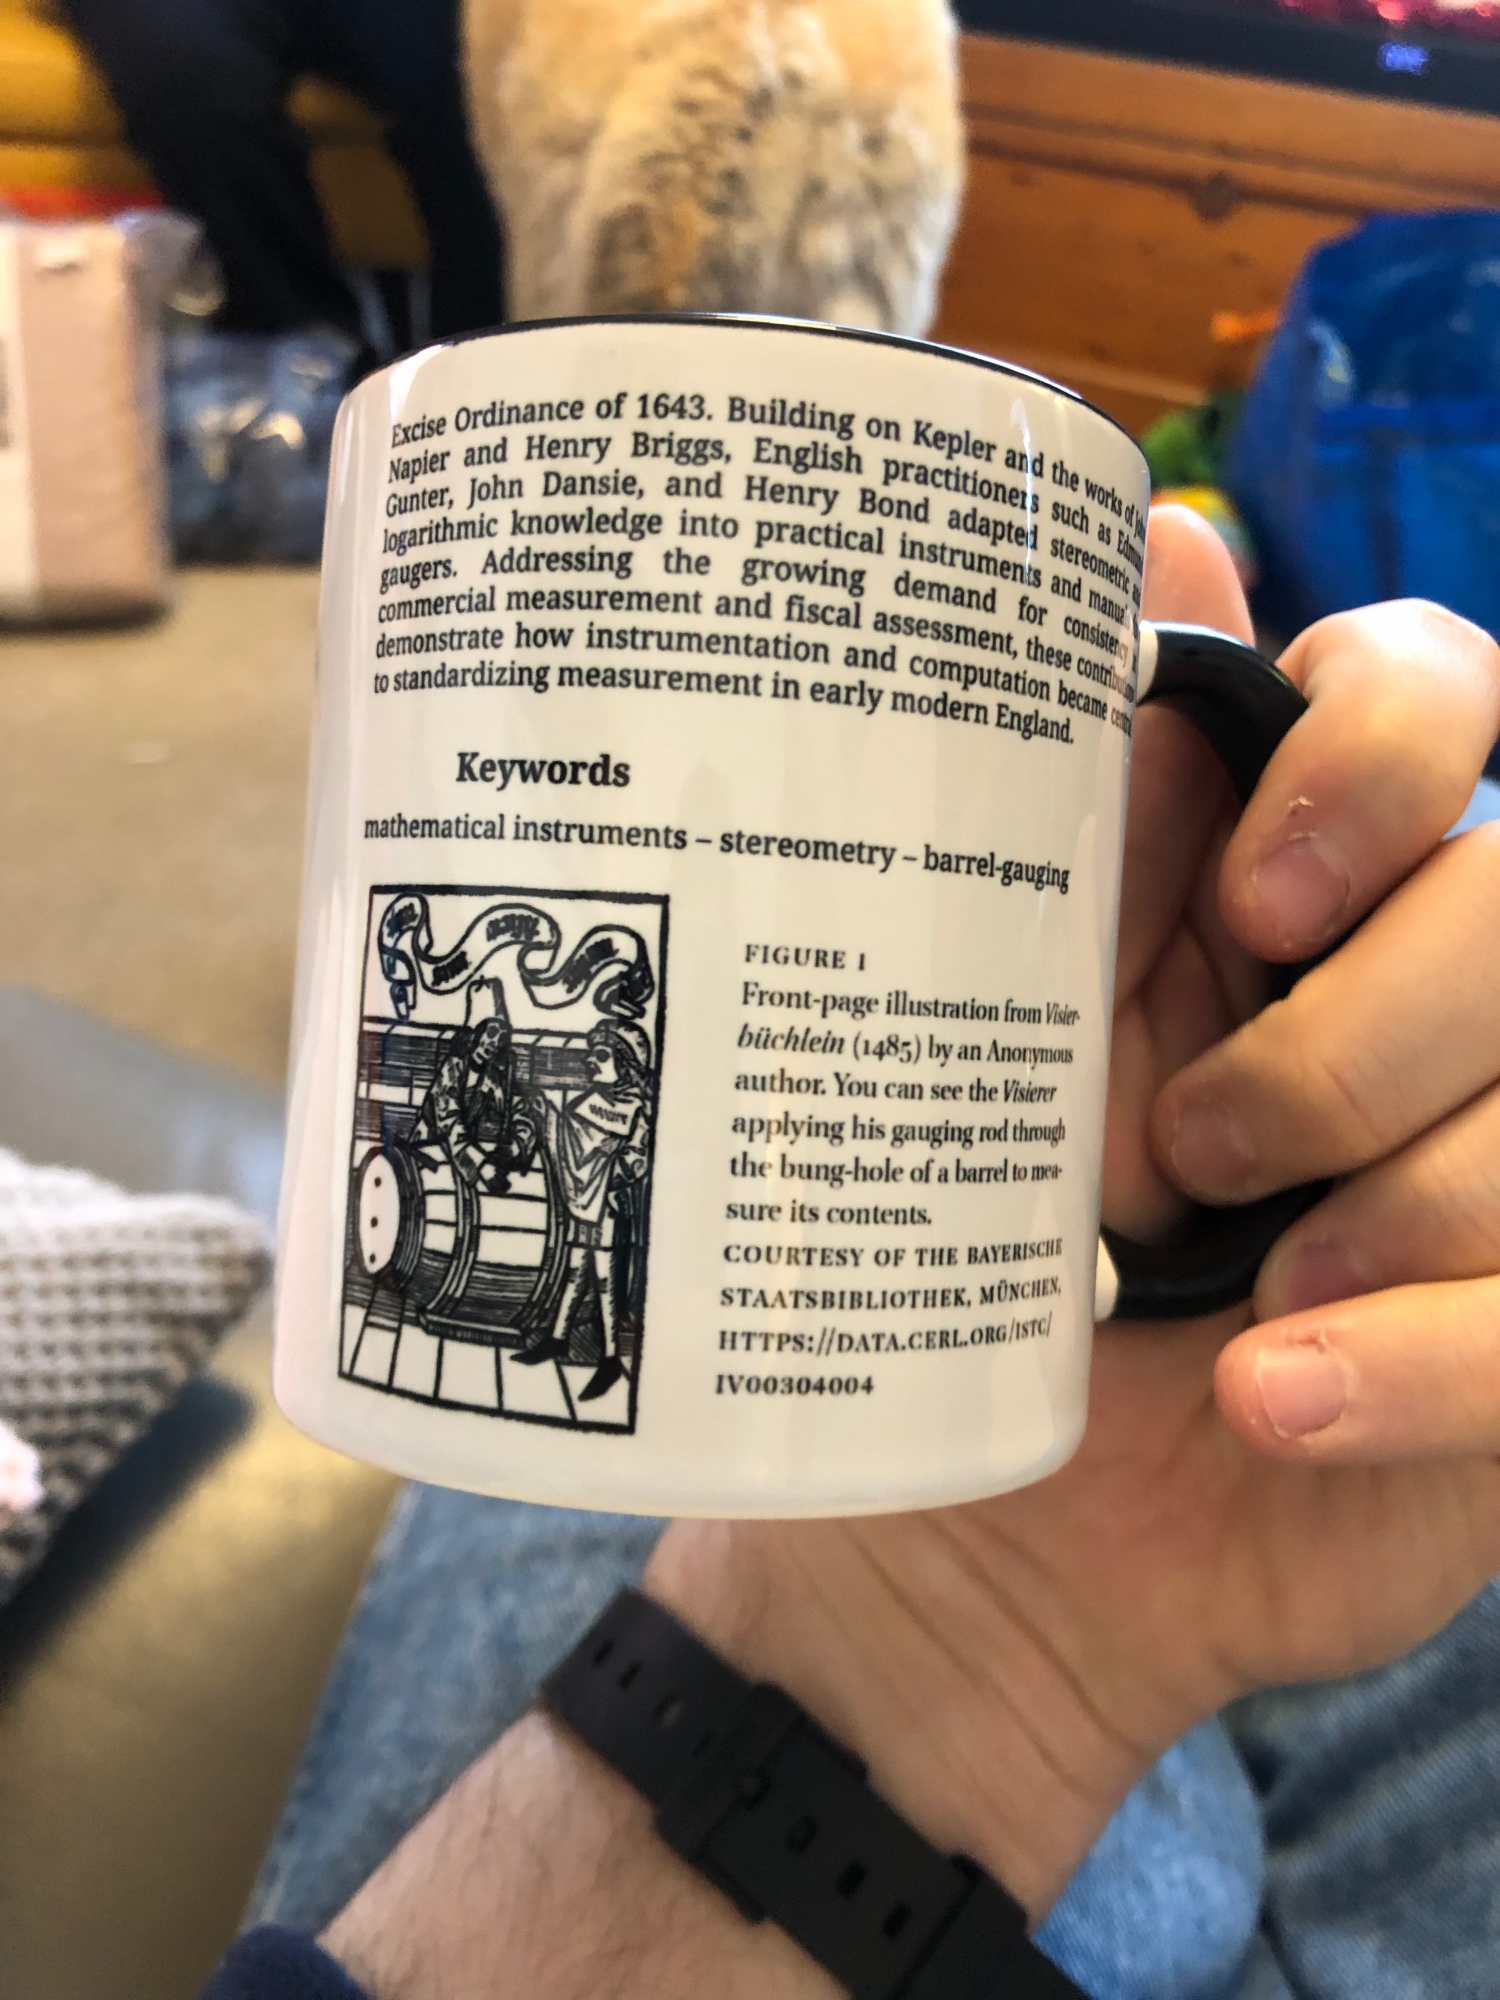 Excise Ordinance of 1643. Building on Kepler and the works of
Napier and Henry Briggs, English practitioners such as
Gunter, John Dansie, and Henry Bond adapted stereometric
logarithmic knowledge into practical instruments and
gaugers. Addressing the growing demand for consistency
commercial measurement and fiscal assessment, these
demonstrate how instrumentation and computation became
to standardizing measurement in early modern England.
Keywords
mathematical instruments – stereometry – barrel-gauging
FIGURE 1
Front-page illustration from Visier-
büchlein (1485) by an Anonymous
author. You can see the Visierer
applying his gauging rod through
the bung-hole of a barrel to mea-
sure its contents.
COURTESY OF THE BAYERISCHE
STAATSBIBLIOTHEK, MÜNCHEN,
HTTPS://DATA.CERL.ORG/ISTC/
IV00304004